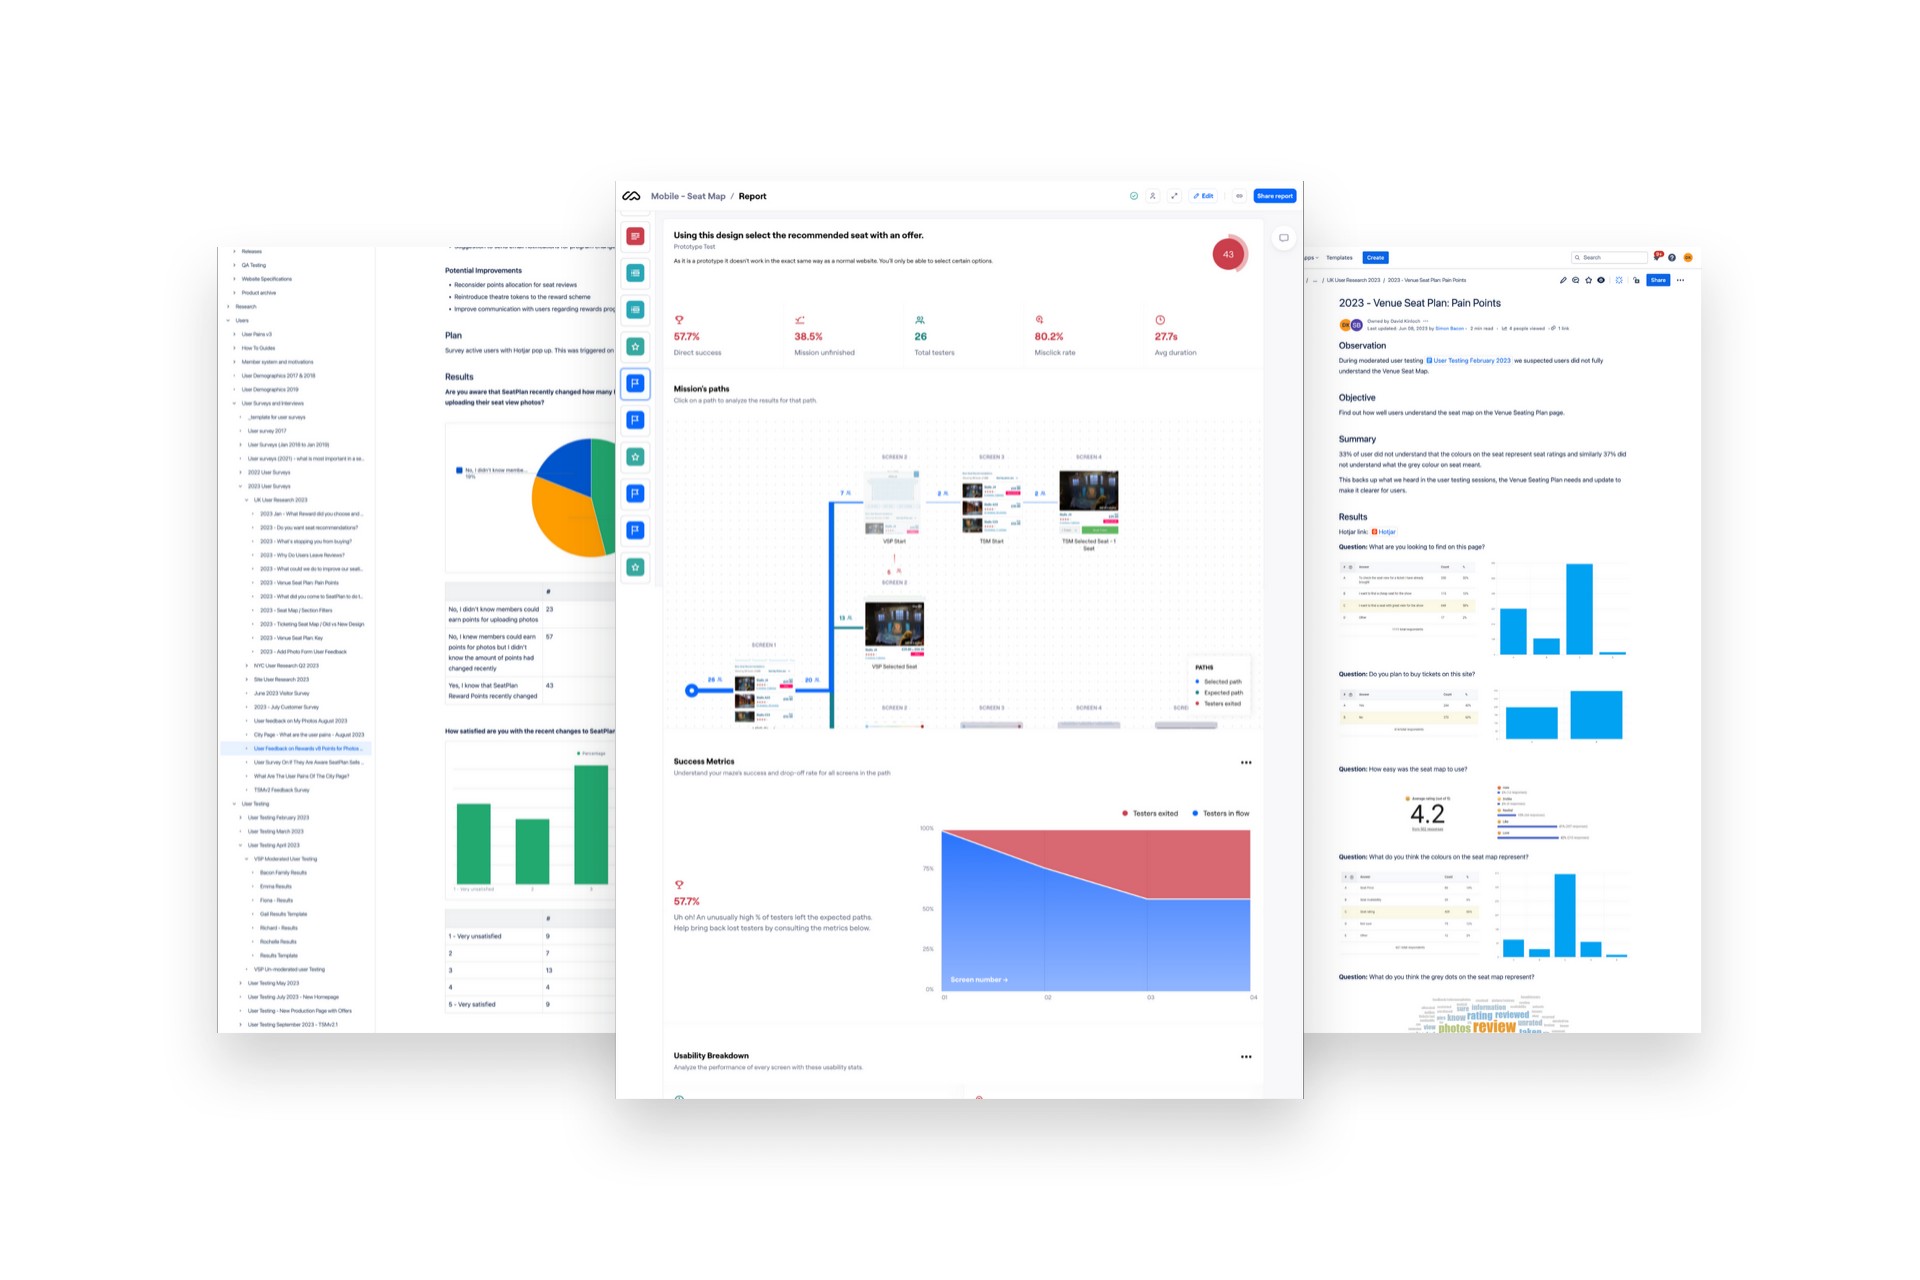 Releases
QA Testing
Website Specifications
Product archive
Research
Users
User Pains v3
How To Guides
Member system and motivations
User Demographics 2017 & 2018
User Demographics 2019
User Surveys and Interviews
_template for user surveys
User survey 2017
User Surveys (Jan 2018 to Jan 2019)
User surveys (2021) - what is most important in a se...
2022 User Surveys
2023 User Surveys
UK User Research 2023
2023 Jan - What Reward did you choose and...
2023 - Do you want seat recommendations?
2023 - What's stopping you from buying?
2023 - Why Do Users Leave Reviews?
2023 - What could we do to improve our seat...
2023 - Venue Seat Plan: Pain Points
2023 - What did you come to SeatPlan to do t...
2023 - Seat Map / Section Filters
2023 - Ticketing Seat Map / Old vs New Design
2023 - Venue Seat Plan Key
2023 - Add Photo Form User Feedback
NYC User Research Q2 2023
Site User Research 2023
June 2023 Visitor Survey
2023 - July Customer Survey
User feedback on My Photos August 2023
City Page - What are the user pains - August 2023
User Feedback on Rewards v8 Points for Photos ...
User Survey On If They Are Aware SeatPlan Sells ...
What Are The User Pains Of The City Page?
TSMv2 Feedback Survey
User Testing
User Testing February 2023
User Testing March 2023
User Testing April 2023
VSP Moderated User Testing
Bacon Family Results
Emma Results
Fiona - Results
Gail Results Template
Richard - Results
Rochelle Results
Results Template
VSP Un-moderated user Testing
User Testing May 2023
User Testing July 2023 - New Homepage
User Testing - New Production Page with Offers
User Testing September 2023 - TSMv2.1
Potential Improvements
Reconsider points allocation for seat reviews
Reintroduce theatre tokens to the reward scheme
Improve communication with users regarding rewards
Plan
Survey active users with Hotjar pop up. This was triggered on
Results
Are you aware that SeatPlan recently changed how many
uploading their seat view photos?
No, I didn't know membe...
19%
#
No, I didn't know members could earn points for uploading photos 23
No, I knew members could earn points for photos but I didn't know the amount of points had changed recently 57
Yes, I know that SeatPlan Reward Points recently changed 43
How satisfied are you with the recent changes to SeatPlan
Percentage
1 - Very unsatisfied 2 3
#
1 - Very unsatisfied 9
2 7
3 13
4 4
5 - Very satisfied 9
Mobile - Seat Map / Report
Edit
Share report
Using this design select the recommended seat with an offer.
Prototype Test
As it is a prototype it doesn't work in the exact same way as a normal website. You'll only be able to select certain options.
43
57.7% 38.5% 26 80.2% 27.7s
Direct success Mission unfinished Total testers Misclick rate Avg duration
Mission's paths
Click on a path to analyze the results for that path.
SCREEN 3 SCREEN 4
7 2 2
VSP Start TSM Start TSM Selected Seat - 1 Seat
6
SCREEN 2
13
VSP Selected Seat
SCREEN 1
26 20
SCREEN 2 SCREEN 3 SCREEN 4
PATHS
Selected path
Expected path
Testers exited
Success Metrics
Understand your maze's success and drop-off rate for all screens in the path
Testers exited Testers in flow
100%
75%
50%
25%
0%
Screen number →
01 02 03 04
57.7%
Uh oh! An unusually high % of testers left the expected paths.
Help bring back lost testers by consulting the metrics below.
Usability Breakdown
Analyze the performance of every screen with these usability stats.
Templates Create Search
/ ... / UK User Research 2023 / 2023 - Venue Seat Plan: Pain Points
Share
2023 - Venue Seat Plan: Pain Points
Owned by David Kinloch
Last updated: Jun 08, 2023 by Simon Bacon • 2 min read • 4 people viewed • 1 link
Observation
During moderated user testing User Testing February 2023 we suspected users did not fully
understand the Venue Seat Map.
Objective
Find out how well users understand the seat map on the Venue Seating Plan page.
Summary
33% of user did not understand that the colours on the seat represent seat ratings and similarly 37% did
not understand what the grey colour on seat meant.
This backs up what we heard in the user testing sessions, the Venue Seating Plan needs and update to
make it clearer for users.
Results
Hotjar link: Hotjar
Question: What are you looking to find on this page?
Question: Do you plan to buy tickets on this site?
Question: How easy was the seat map to use?
Average rating (out of 5)
4.2
Question: What do you think the colours on the seat map represent?
Question: What do you think the grey dots on the seat map represent?
sure information
know rating reviewed
view photos review unrated
taken